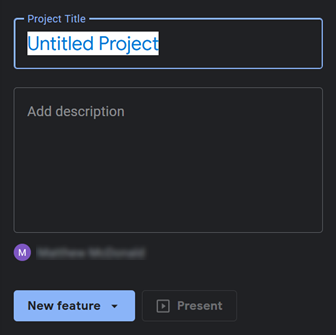 Project Title
Untitled Project
Add description
M
New feature
Present